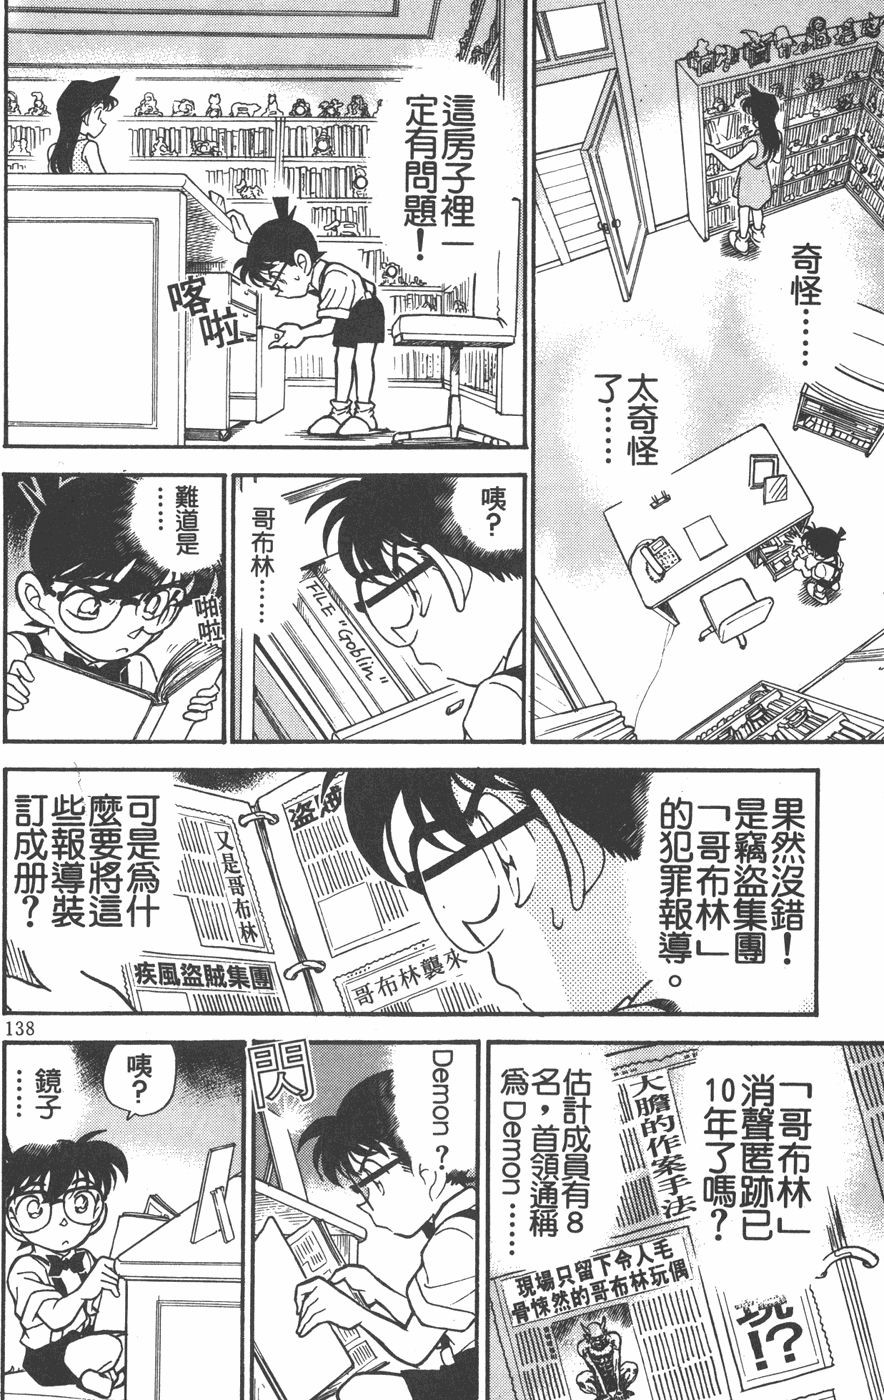 奇怪……
太奇怪
了……
這房子裡一
定有問題！
喀啦
咦？
哥布林……
FILE "Goblin"
難道是
……
啪啦
果然沒錯！
是竊盜集團
「哥布林」
的犯罪報導。
盜賊
又是哥布林
疾風盜賊集團
哥布林襲來
可是為什
麼要將這
些報導裝
訂成册？
138
「哥布林」
消聲匿跡已
10年了嗎？
大膽的作案手法
估計成員有8
名，首領通稱
為Demon……
現場只留下令人毛
骨悚然的哥布林玩偶
!?
Demon？
閃
咦？
鏡子
……